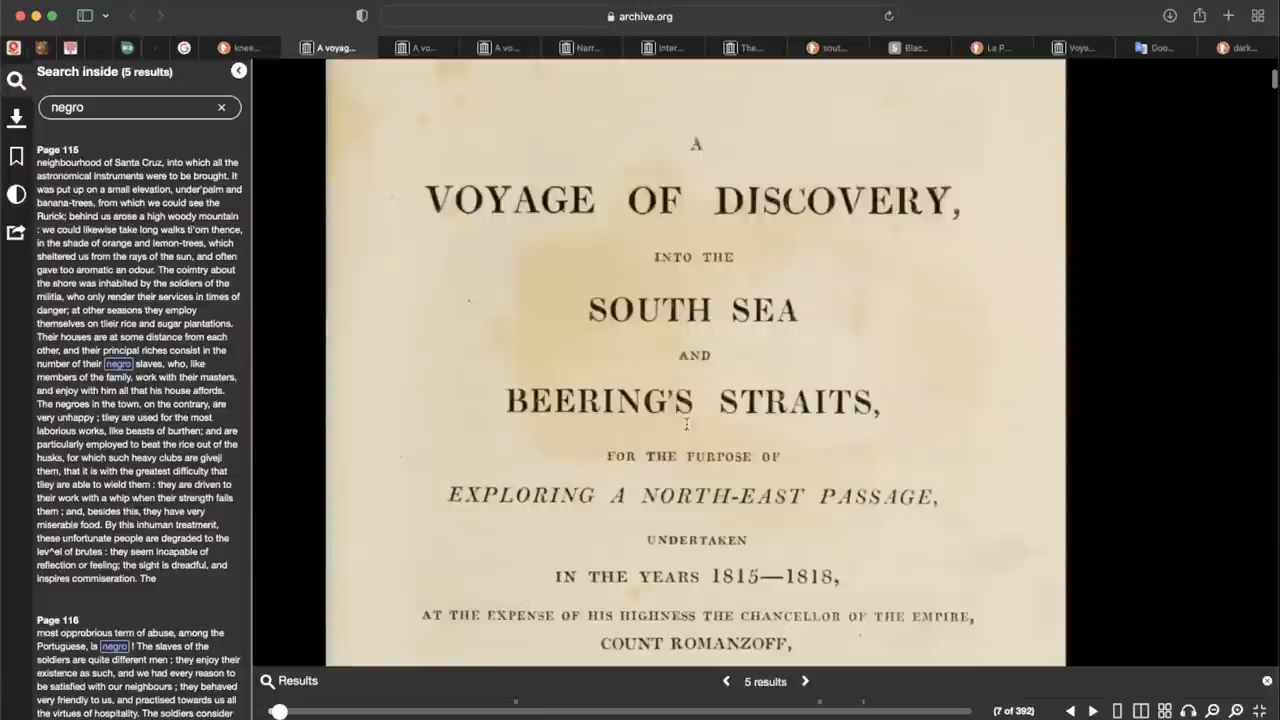 archive.org
knee...
A voyag...
A vo...
A vo...
Narr...
Inter...
The...
sout...
Blac...
La P...
Voya...
Goo...
dark...
Search inside (5 results)
negro
Page 115
neighbourhood of Santa Cruz, into which all the
astronomical instruments were to be brought. It
was put up on a small elevation, under'palm and
banana-trees, from which we could see the
Rurick; behind us arose a high woody mountain
: we could likewise take long walks ti'om thence,
in the shade of orange and lemon-trees, which
sheltered us from the rays of the sun, and often
gave too aromatic an odour. The coimtry about
the shore was inhabited by the soldiers of the
militia, who only render their services in times of
danger; at other seasons they employ
themselves on tlieir rice and sugar plantations.
Their houses are at some distance from each
other, and their principal riches consist in the
number of their negro slaves, who, like
members of the family, work with their masters,
and enjoy with him all that his house affords.
The negroes in the town, on the contrary, are
very unhappy ; tliey are used for the most
laborious works, like beasts of burthen; and are
particularly employed to beat the rice out of the
husks, for which such heavy clubs are giveji
them, that it is with the greatest difficulty that
tliey are able to wield them : they are driven to
their work with a whip when their strength fails
them ; and, besides this, they have very
miserable food. By this inhuman treatment,
these unfortunate people are degraded to the
lev^el of brutes : they seem incapable of
reflection or feeling; the sight is dreadful, and
inspires commiseration. The
Page 116
most opprobrious term of abuse, among the
Portuguese, is negro ! The slaves of the
soldiers are quite different men ; they enjoy their
existence as such, and we had every reason to
be satisfied with our neighbours ; they behaved
very friendly to us, and practised towards us all
the virtues of hospitality. The soldiers consider
A
VOYAGE OF DISCOVERY,
INTO THE
SOUTH SEA
AND
BEERING'S STRAITS,
FOR THE PURPOSE OF
EXPLORING A NORTH-EAST PASSAGE,
UNDERTAKEN
IN THE YEARS 1815—1818,
AT THE EXPENSE OF HIS HIGHNESS THE CHANCELLOR OF THE EMPIRE,
COUNT ROMANZOFF,
Results
5 results
(7 of 392)